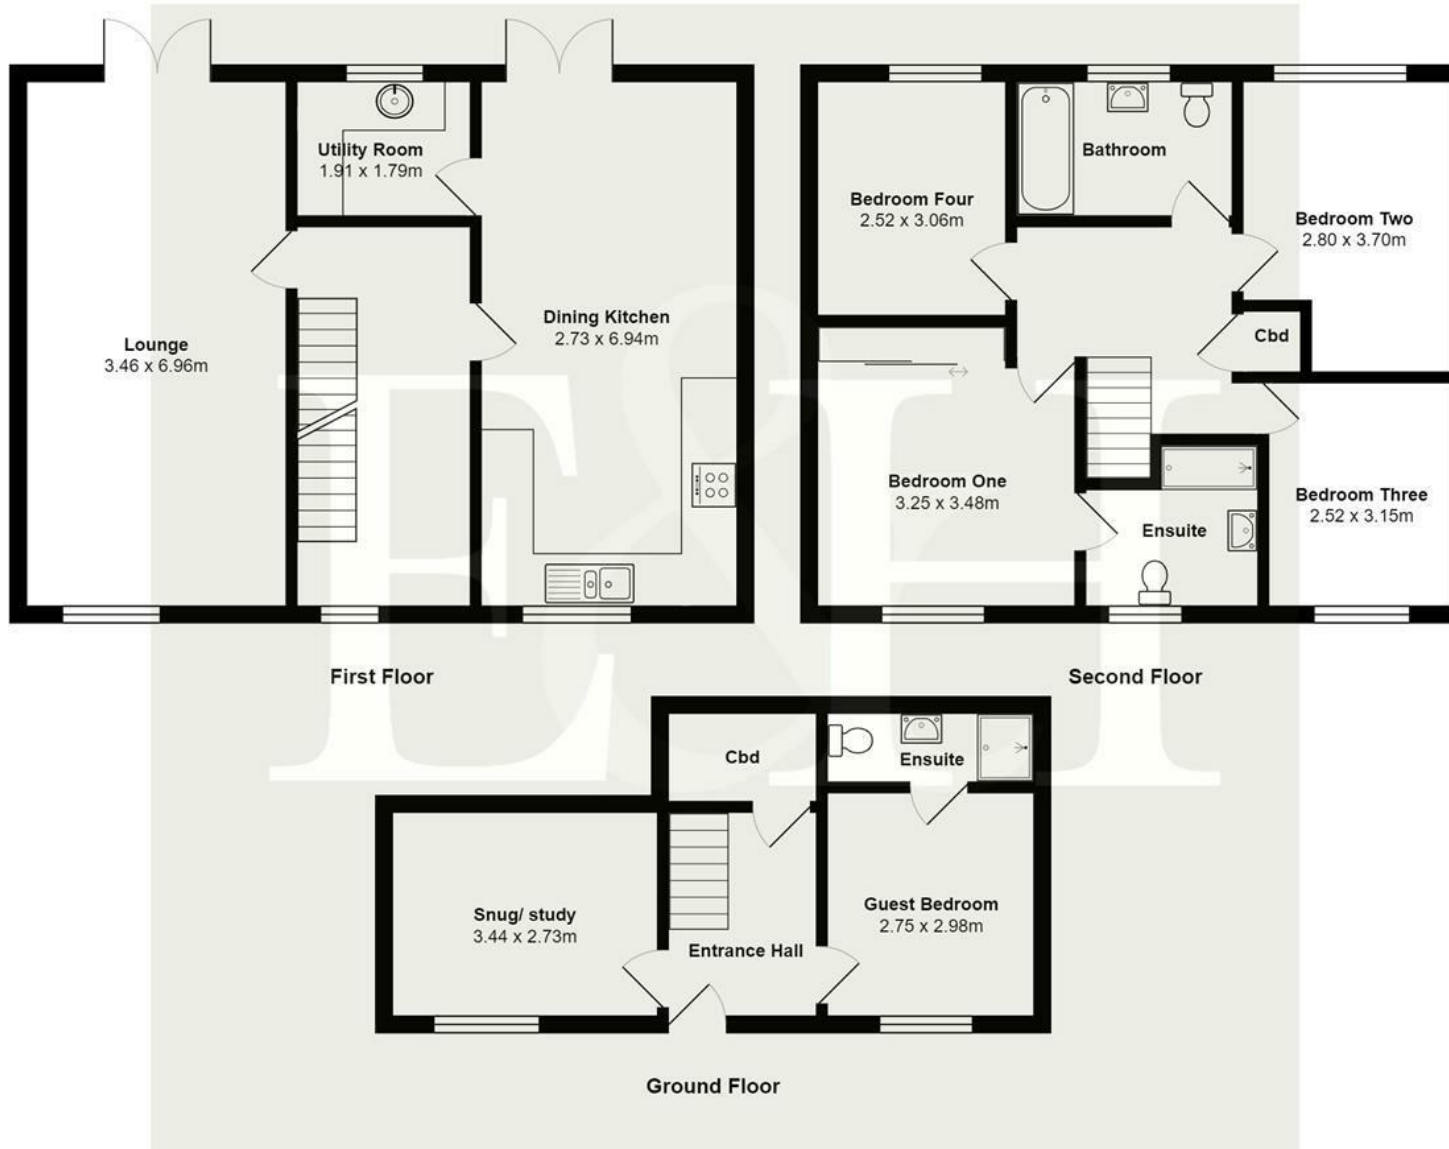 Utility Room
1.91 x 1.79m
Lounge
3.46 x 6.96m
Dining Kitchen
2.73 x 6.94m
First Floor
Bathroom
Bedroom Four
2.52 x 3.06m
Bedroom Two
2.80 x 3.70m
Cbd
Bedroom One
3.25 x 3.48m
Ensuite
Bedroom Three
2.52 x 3.15m
Second Floor
Cbd
Ensuite
Snug/ study
3.44 x 2.73m
Entrance Hall
Guest Bedroom
2.75 x 2.98m
Ground Floor
E&H